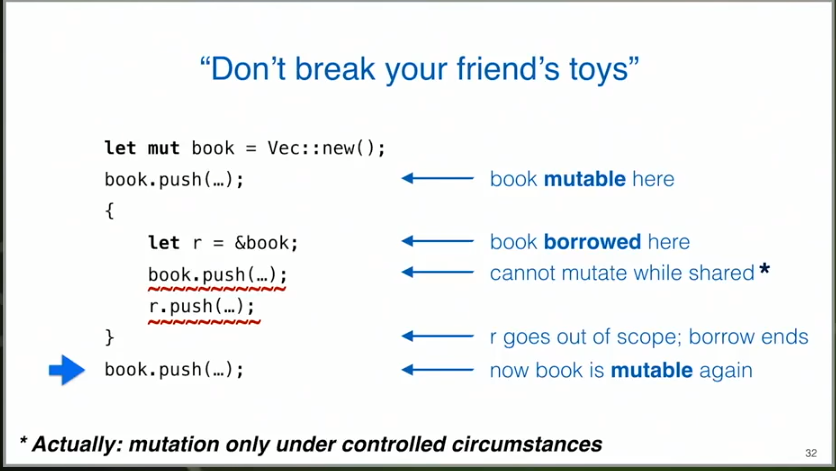 “Don’t break your friend’s toys”
let mut book = Vec::new();
book.push(…); book mutable here
{
let r = &book; book borrowed here
book.push(…); cannot mutate while shared *
r.push(…);
} r goes out of scope; borrow ends
book.push(…); now book is mutable again
* Actually: mutation only under controlled circumstances
32